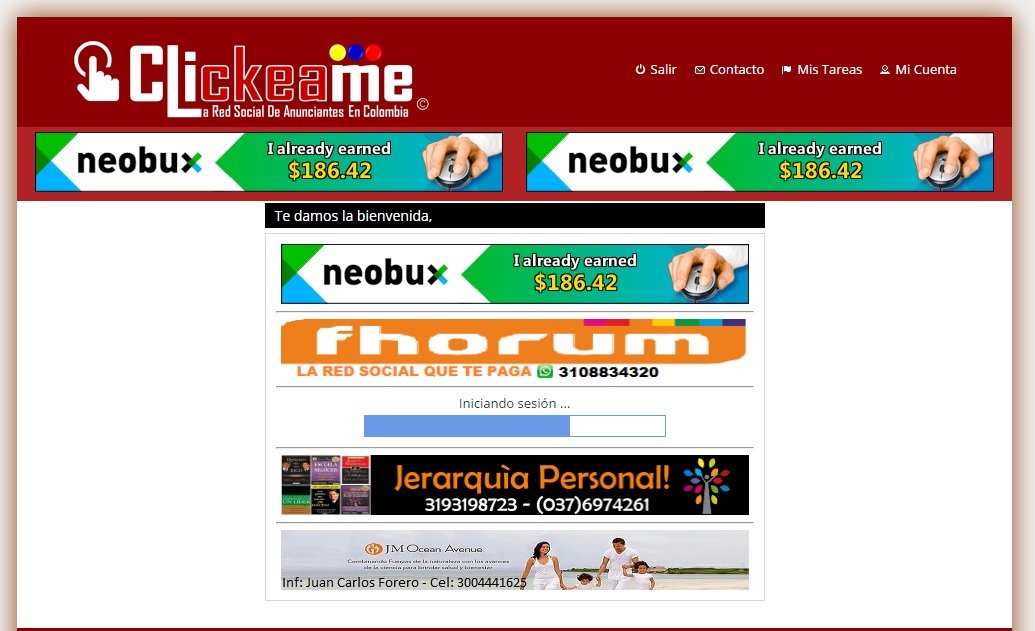 CLickeame
La Red Social De Anunciantes En Colombia ©
Salir Contacto Mis Tareas Mi Cuenta
neobux I already earned $186.42
neobux I already earned $186.42
Te damos la bienvenida,
neobux I already earned $186.42
fhorum
LA RED SOCIAL QUE TE PAGA 3108834320
Iniciando sesión ...
ESCUELA
Jerarquìa Personal!
3193198723 - (037)6974261
JM Ocean Avenue
Combinando Fuerzas de la naturaleza con los avances
de la ciencia para brindar salud y bienestar
Inf: Juan Carlos Forero - Cel: 3004441625